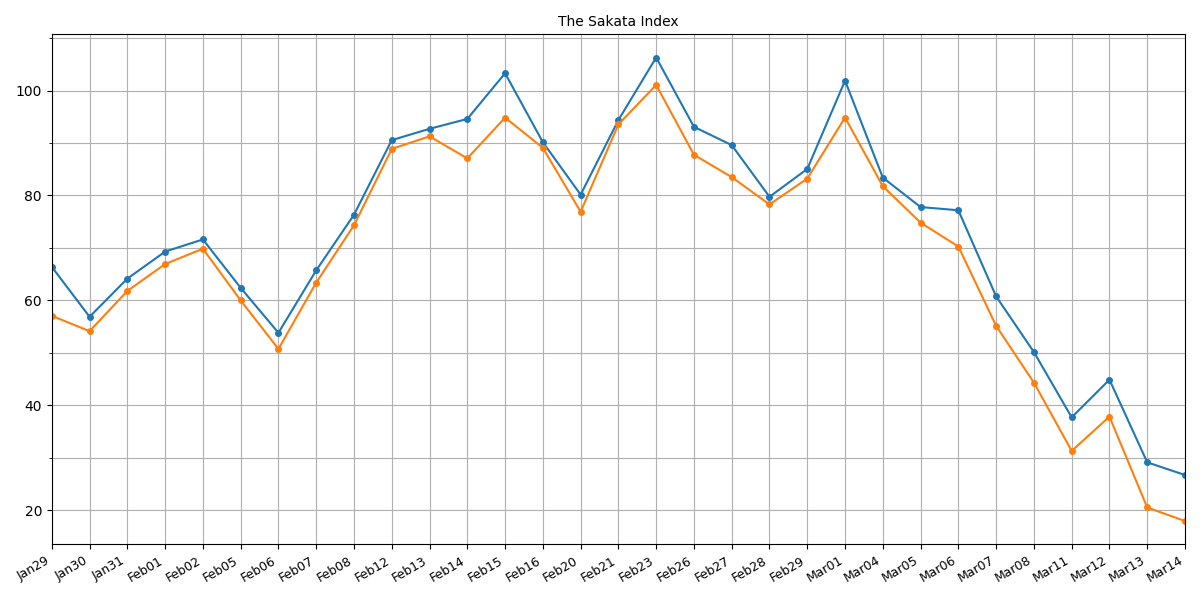 The Sakata Index
100
80
60
40
20
Jan29 Jan30 Jan31 Feb01 Feb02 Feb05 Feb06 Feb07 Feb08 Feb12 Feb13 Feb14 Feb15 Feb16 Feb20 Feb21 Feb23 Feb26 Feb27 Feb28 Feb29 Mar01 Mar04 Mar05 Mar06 Mar07 Mar08 Mar11 Mar12 Mar13 Mar14